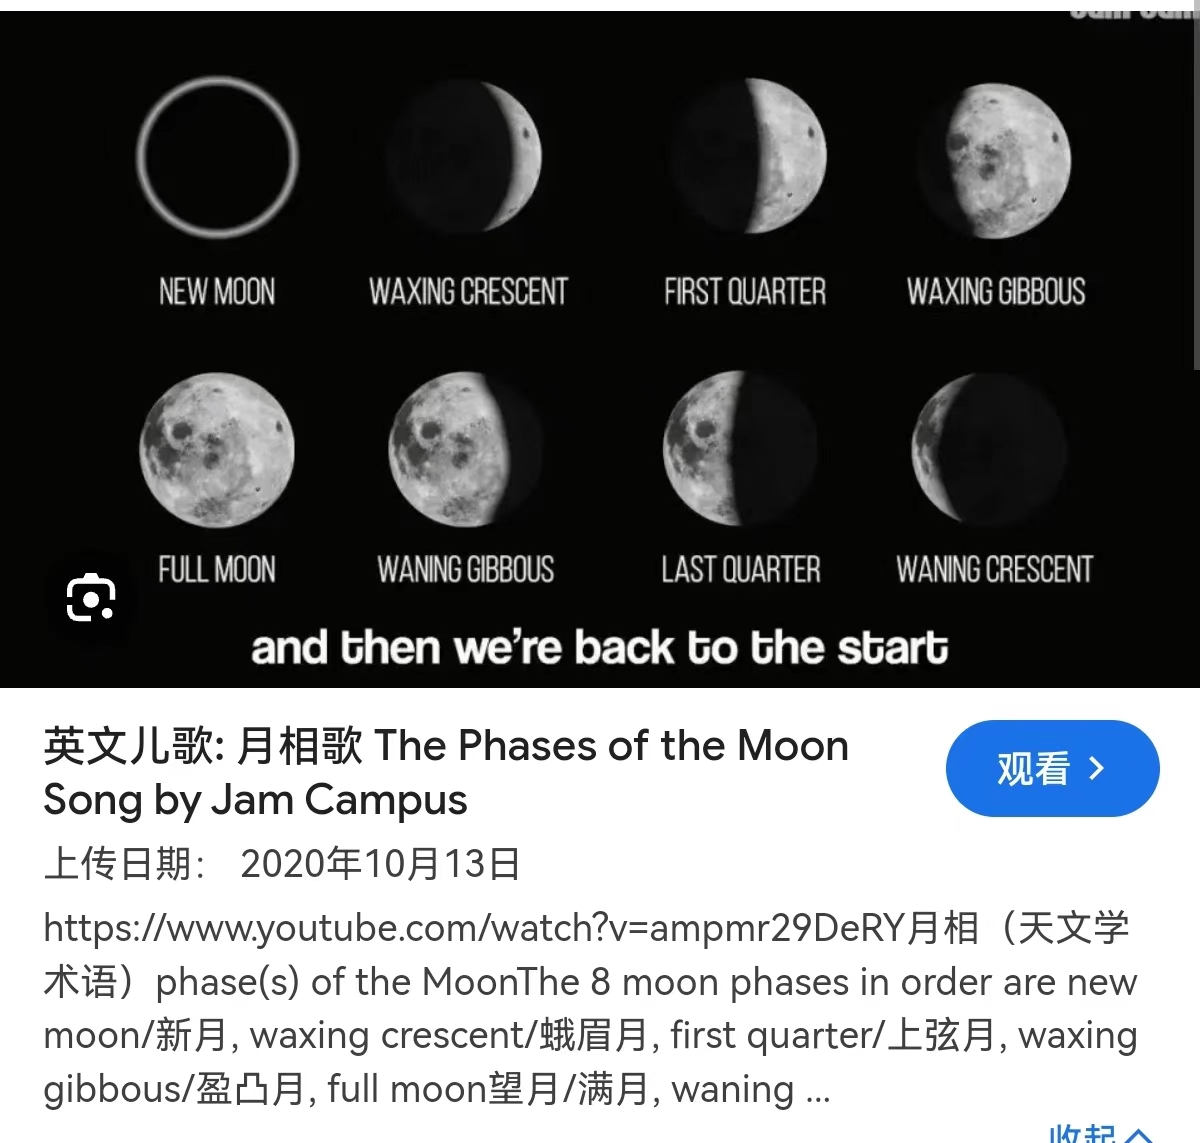 NEW MOON
WAXING CRESCENT
FIRST QUARTER
WAXING GIBBOUS
FULL MOON
WANING GIBBOUS
LAST QUARTER
WANING CRESCENT
and then we're back to the start
英文儿歌: 月相歌 The Phases of the Moon
Song by Jam Campus
观看
上传日期： 2020年10月13日
https://www.youtube.com/watch?v=ampmr29DeRY月相（天文学
术语）phase(s) of the MoonThe 8 moon phases in order are new
moon/新月, waxing crescent/蛾眉月, first quarter/上弦月, waxing
gibbous/盈凸月, full moon望月/满月, waning ...
收起